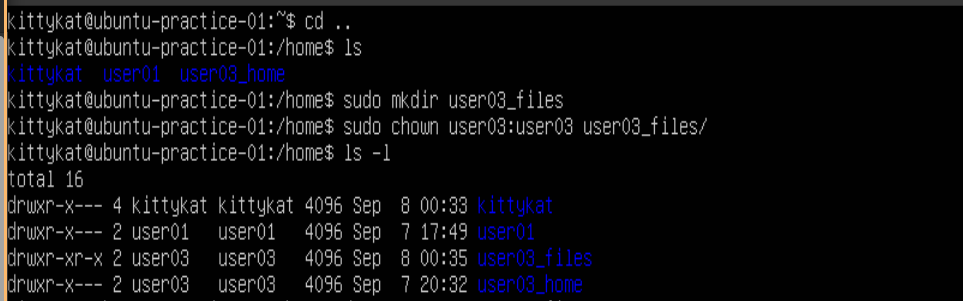 kittykat@ubuntu-practice-01:~$ cd ..
kittykat@ubuntu-practice-01:/home$ ls
kittykat  user01  user03_home
kittykat@ubuntu-practice-01:/home$ sudo mkdir user03_files
kittykat@ubuntu-practice-01:/home$ sudo chown user03:user03 user03_files/
kittykat@ubuntu-practice-01:/home$ ls -l
total 16
drwxr-x--- 4 kittykat kittykat 4096 Sep  8 00:33 kittykat
drwxr-x--- 2 user01   user01   4096 Sep  7 17:49 user01
drwxr-xr-x 2 user03   user03   4096 Sep  8 00:35 user03_files
drwxr-x--- 2 user03   user03   4096 Sep  7 20:32 user03_home